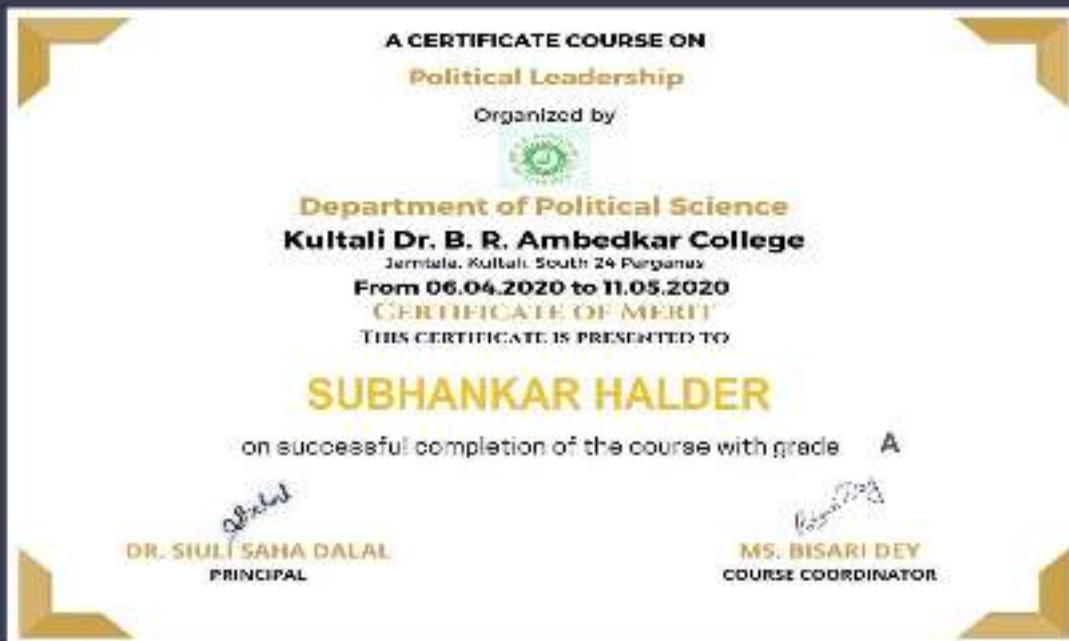 A CERTIFICATE COURSE ON
Political Leadership
Organized by
Department of Political Science
Kultali Dr. B. R. Ambedkar College
Jamtala, Kultali, South 24 Parganas
From 06.04.2020 to 11.05.2020
CERTIFICATE OF MERIT
THIS CERTIFICATE IS PRESENTED TO
SUBHANKAR HALDER
on successful completion of the course with grade A
DR. SIULI SAHA DALAL
PRINCIPAL
MS. BISARI DEY
COURSE COORDINATOR